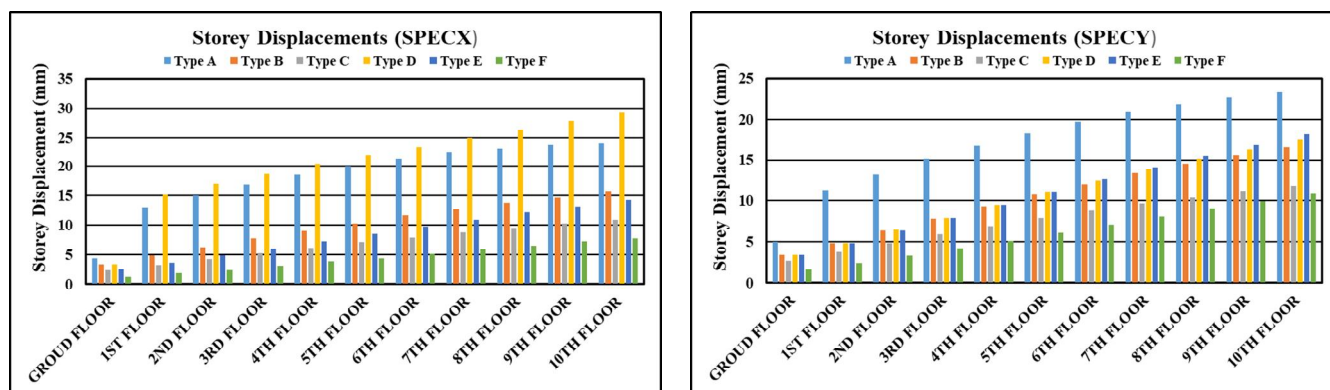 Storey Displacements (SPECX)
Type A Type B Type C Type D Type E Type F
Storey Displacement (mm)
35
30
25
20
15
10
5
0
GROUD FLOOR
1ST FLOOR
2ND FLOOR
3RD FLOOR
4TH FLOOR
5TH FLOOR
6TH FLOOR
7TH FLOOR
8TH FLOOR
9TH FLOOR
10TH FLOOR
Storey Displacements (SPECY)
Type A Type B Type C Type D Type E Type F
Storey Displacement (mm)
25
20
15
10
5
0
GROUD FLOOR
1ST FLOOR
2ND FLOOR
3RD FLOOR
4TH FLOOR
5TH FLOOR
6TH FLOOR
7TH FLOOR
8TH FLOOR
9TH FLOOR
10TH FLOOR